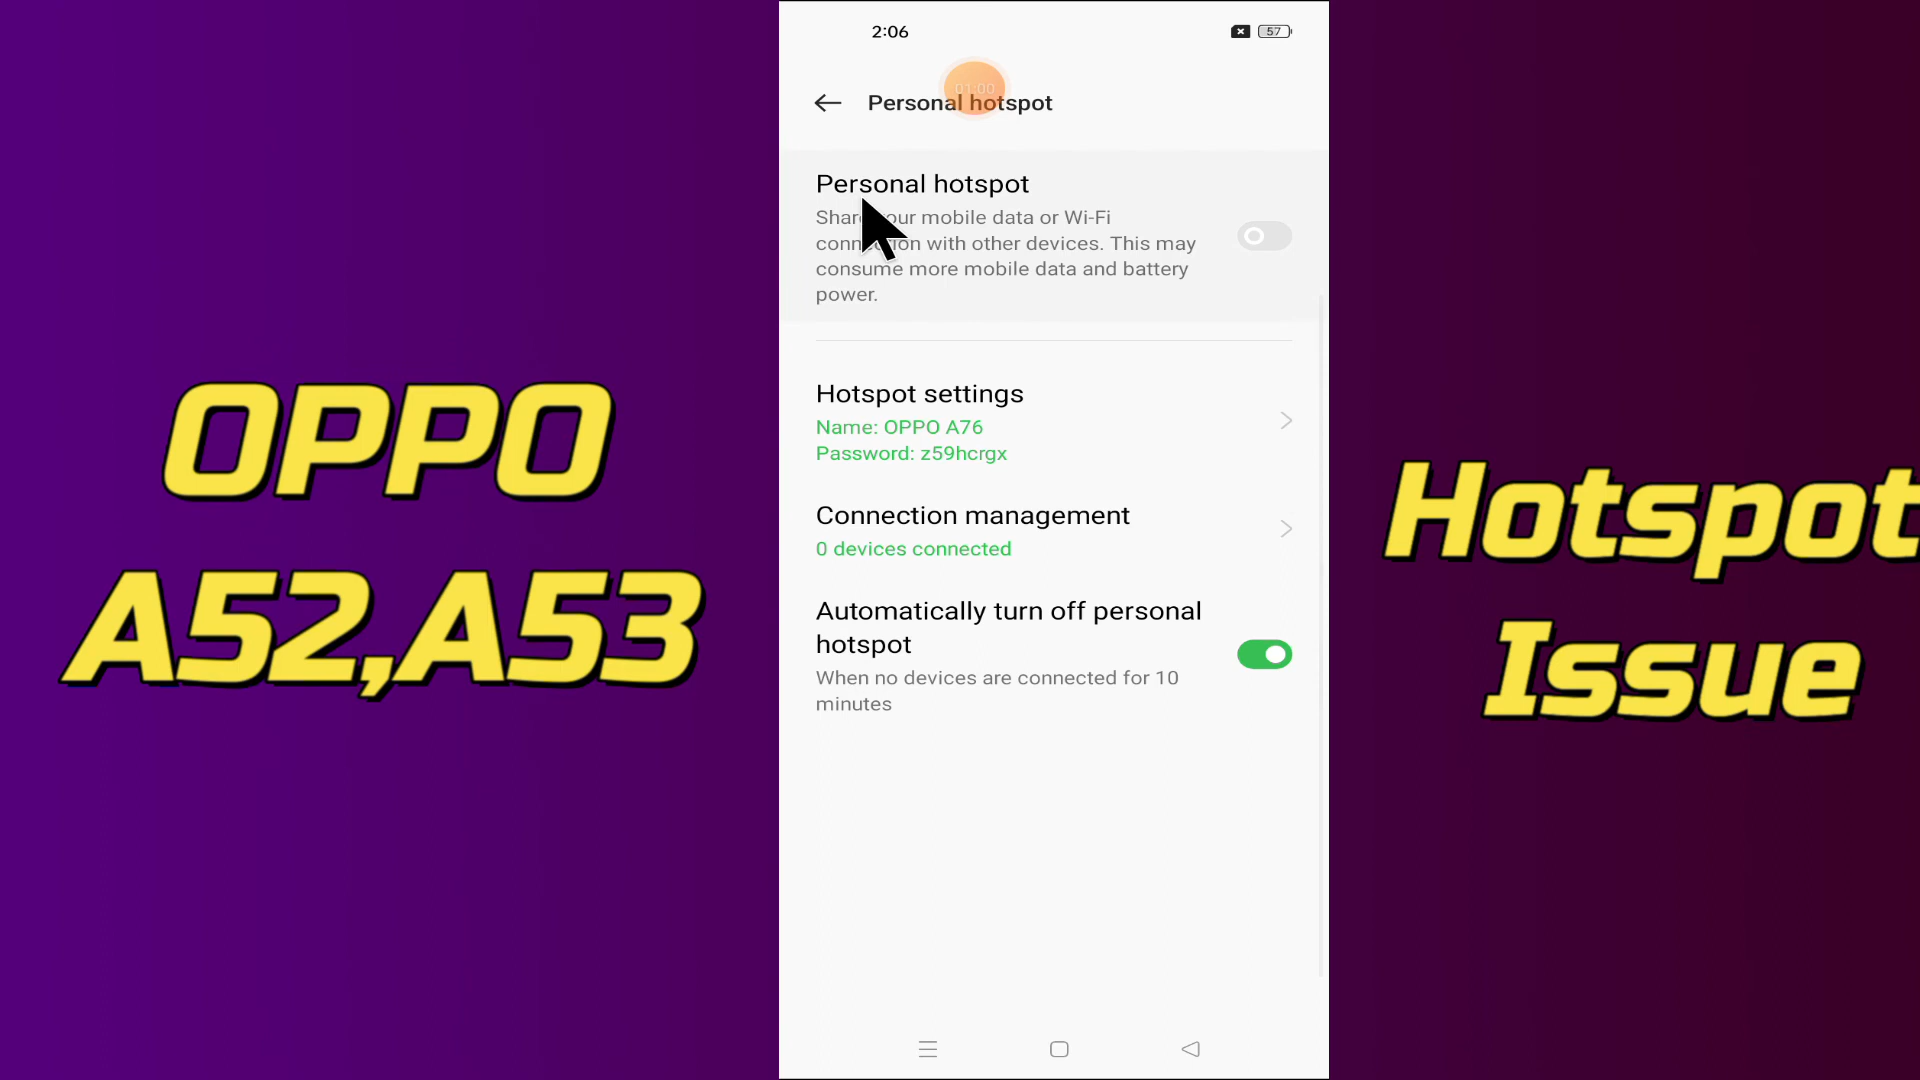 2:06
57
01:00
Personal hotspot
Personal hotspot
Share your mobile data or Wi-Fi
connection with other devices. This may
consume more mobile data and battery
power.
Hotspot settings
Name: OPPO A76
Password: z59hcrgx
Connection management
0 devices connected
Automatically turn off personal
hotspot
When no devices are connected for 10
minutes
OPPO
A52,A53
Hotspot
Issue